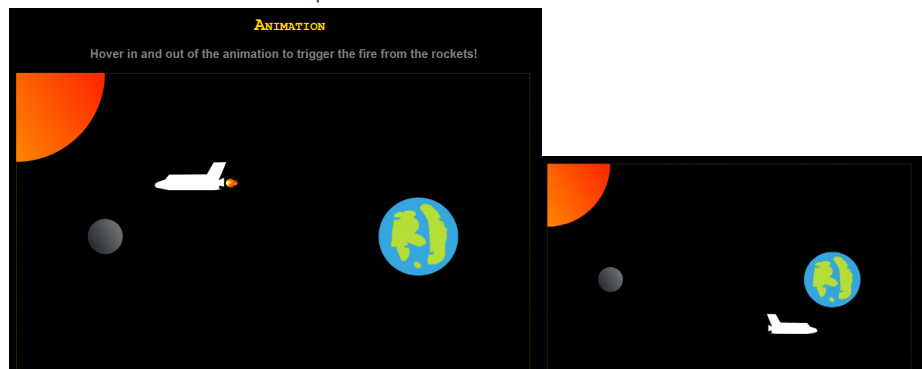 Animation
Hover in and out of the animation to trigger the fire from the rockets!